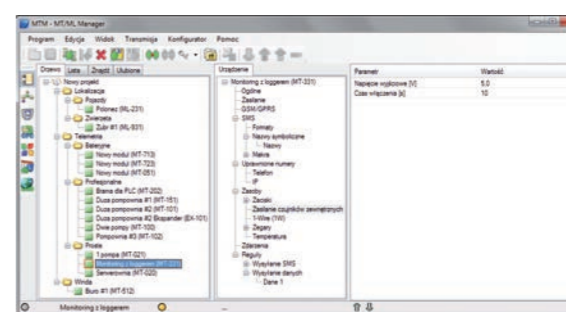 MTM - MT/ML Manager
Program Edycja Widok Transmisja Konfigurator Pomoc
Drzewo Lista Znajdź Ulubione
Nowy projekt
Lokalizacja
Pojazdy
Polonez (ML-231)
Zwierzeta
Żubr #1 (ML-931)
Telemetria
Bateryjne
Nowy moduł (MT-713)
Nowy moduł (MT-723)
Nowy moduł (MT-051)
Profesjonalne
Brama dla PLC (MT-202)
Duza pompownia #1 (MT-151)
Duza pompownia #2 (MT-101)
Duza pompownia #2 Ekspander (EX-101)
Dwie pompy (MT-100)
Pompownia #3 (MT-102)
Proste
1 pompa (MT-021)
Monitoring z loggerem (MT-331)
Serwerownia (MT-020)
Winda
Biuro #1 (MT-512)
Urządzenie
Monitoring z loggerem (MT-331)
Ogólne
Zasilanie
GSM/GPRS
SMS
Formaty
Nazwy symboliczne
Nazwy
Makra
Uprawnione numery
Telefon
IP
Zasoby
Zaciski
Zasilanie czujników zewnętrznych
1-Wire (1W)
Zegary
Temperatura
Zdarzenia
Reguły
Wysyłanie SMS
Wysyłanie danych
Dane 1
Parametr Wartość
Napięcie wyjściowe [V] 5.0
Czas włączenia [s] 10
Monitoring z loggerem